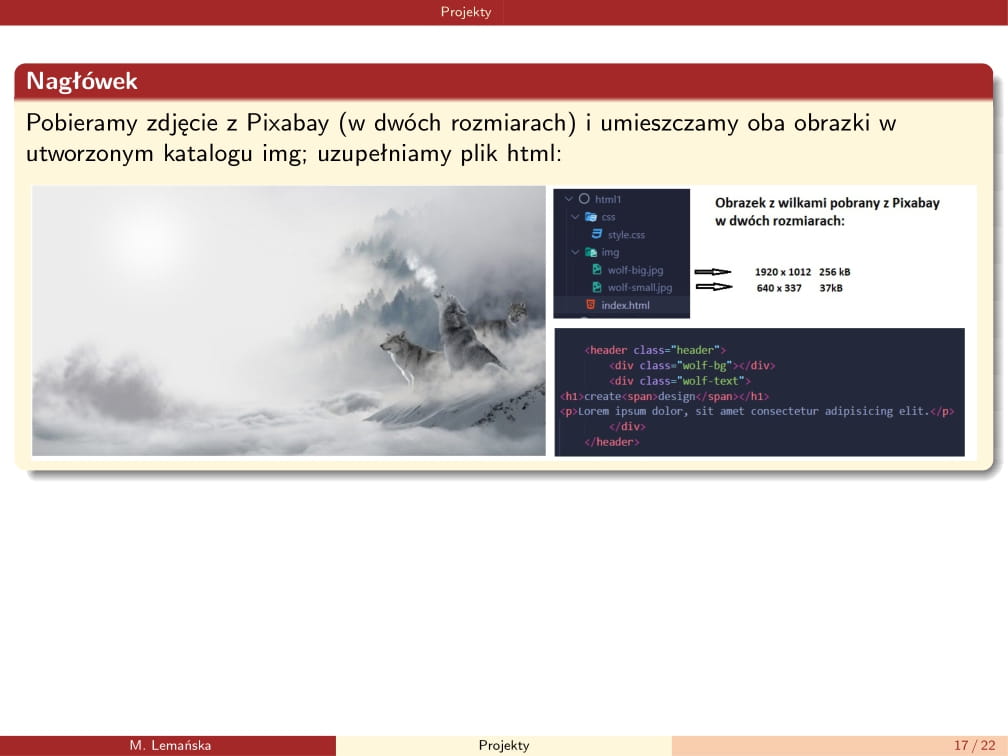 Projekty
Nagłówek
Pobieramy zdjęcie z Pixabay (w dwóch rozmiarach) i umieszczamy oba obrazki w
utworzonym katalogu img; uzupełniamy plik html:
html1
css
style.css
img
wolf-big.jpg
wolf-small.jpg
index.html
Obrazek z wilkami pobrany z Pixabay
w dwóch rozmiarach:
1920 x 1012 256 kB
640 x 337 37kB
<header class="header">
<div class="wolf-bg"></div>
<div class="wolf-text">
<h1>create<span>design</span></h1>
<p>Lorem ipsum dolor, sit amet consectetur adipisicing elit.</p>
</div>
</header>
M. Lemańska
Projekty
17 / 22